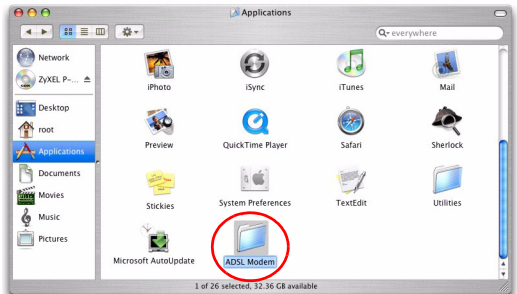 Applications
everywhere
Network
ZyXEL P-...
Desktop
root
Applications
Documents
Movies
Music
Pictures
iPhoto
iSync
iTunes
Mail
Preview
QuickTime Player
Safari
Sherlock
Stickies
System Preferences
TextEdit
Utilities
Microsoft AutoUpdate
ADSL Modem
1 of 26 selected, 32.36 GB available